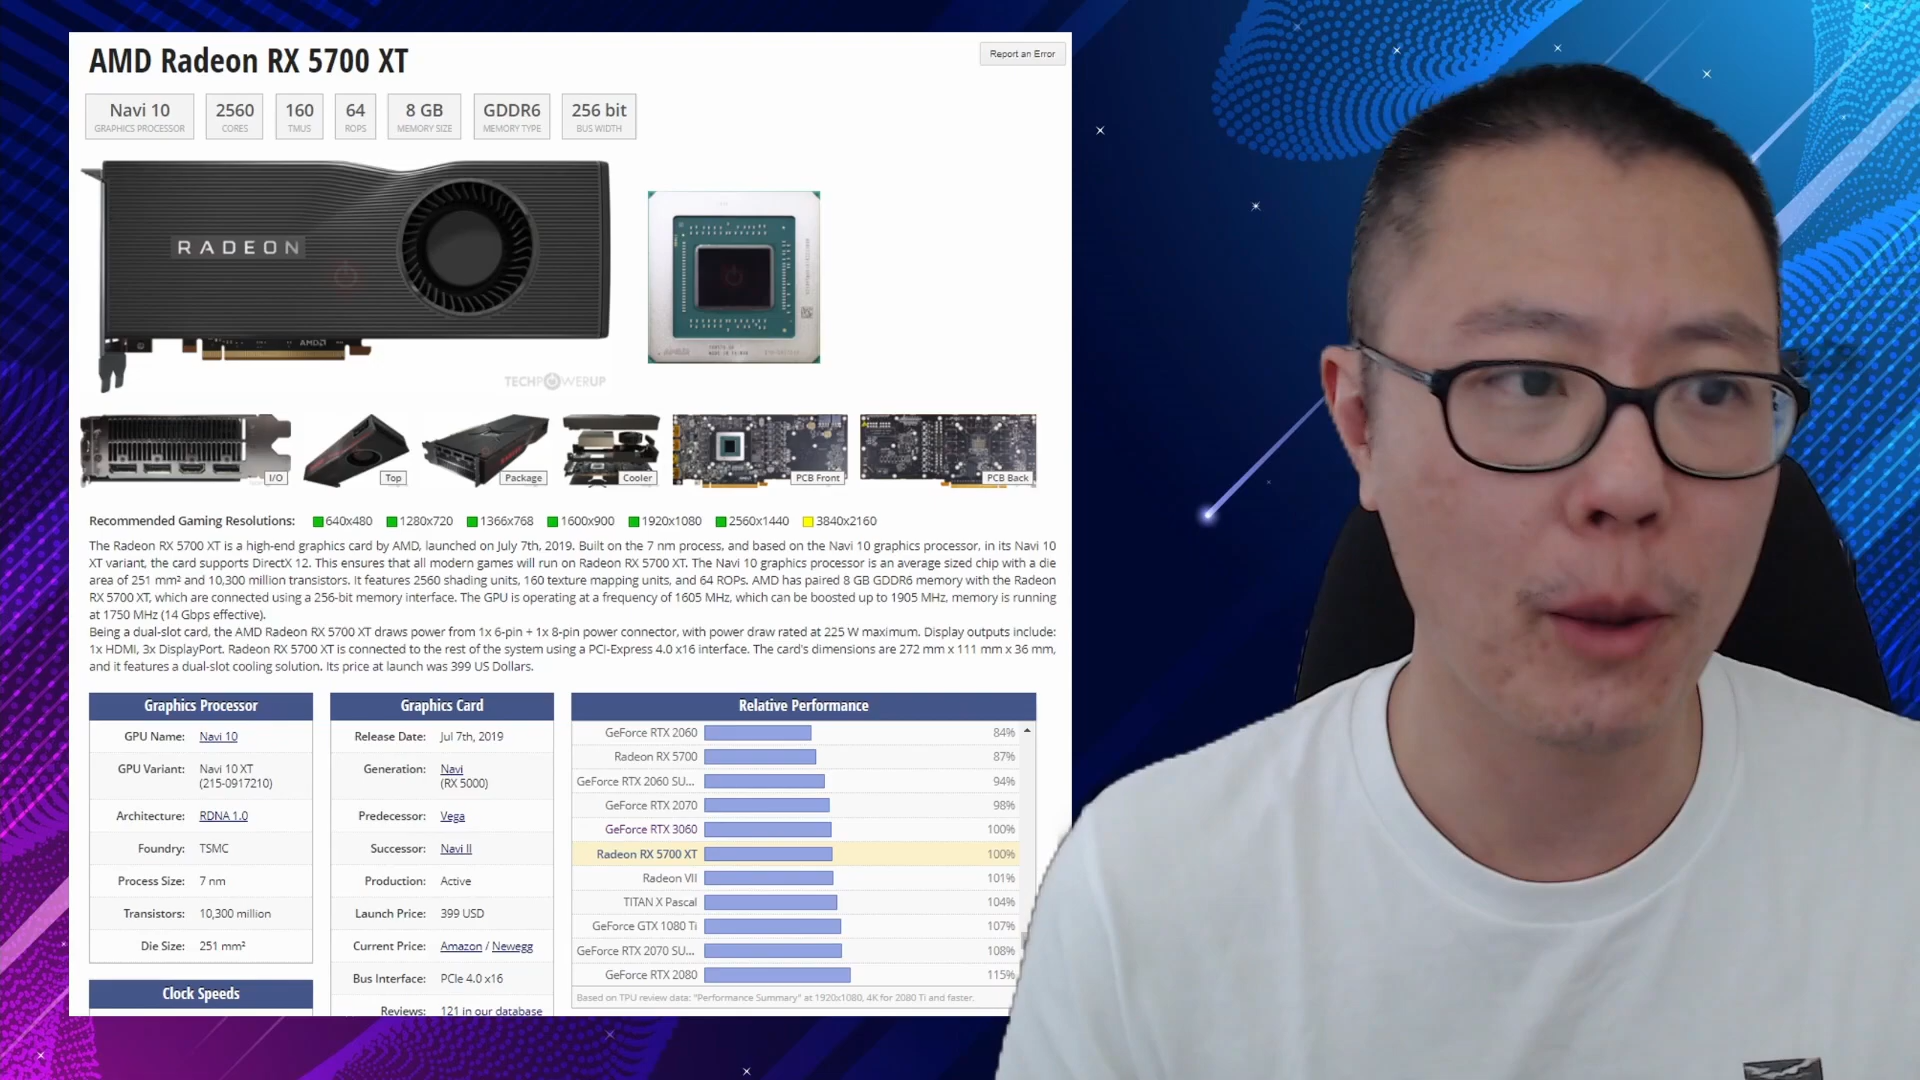 AMD Radeon RX 5700 XT
Report an Error
Navi 10
GRAPHICS PROCESSOR
2560
CORES
160
TMUS
64
ROPS
8 GB
MEMORY SIZE
GDDR6
MEMORY TYPE
256 bit
BUS WIDTH
RADEON
AMD
TECHPOWERUP
I/O
Top
Package
Cooler
PCB Front
PCB Back
Recommended Gaming Resolutions: 640x480 1280x720 1366x768 1600x900 1920x1080 2560x1440 3840x2160
The Radeon RX 5700 XT is a high-end graphics card by AMD, launched on July 7th, 2019. Built on the 7 nm process, and based on the Navi 10 graphics processor, in its Navi 10
XT variant, the card supports DirectX 12. This ensures that all modern games will run on Radeon RX 5700 XT. The Navi 10 graphics processor is an average sized chip with a die
area of 251 mm² and 10,300 million transistors. It features 2560 shading units, 160 texture mapping units, and 64 ROPs. AMD has paired 8 GB GDDR6 memory with the Radeon
RX 5700 XT, which are connected using a 256-bit memory interface. The GPU is operating at a frequency of 1605 MHz, which can be boosted up to 1905 MHz, memory is running
at 1750 MHz (14 Gbps effective).
Being a dual-slot card, the AMD Radeon RX 5700 XT draws power from 1x 6-pin + 1x 8-pin power connector, with power draw rated at 225 W maximum. Display outputs include:
1x HDMI, 3x DisplayPort. Radeon RX 5700 XT is connected to the rest of the system using a PCI-Express 4.0 x16 interface. The card's dimensions are 272 mm x 111 mm x 36 mm,
and it features a dual-slot cooling solution. Its price at launch was 399 US Dollars.
Graphics Processor
GPU Name: Navi 10
GPU Variant: Navi 10 XT
(215-0917210)
Architecture: RDNA 1.0
Foundry: TSMC
Process Size: 7 nm
Transistors: 10,300 million
Die Size: 251 mm²
Clock Speeds
Graphics Card
Release Date: Jul 7th, 2019
Generation: Navi
(RX 5000)
Predecessor: Vega
Successor: Navi II
Production: Active
Launch Price: 399 USD
Current Price: Amazon / Newegg
Bus Interface: PCIe 4.0 x16
Reviews: 121 in our database
Relative Performance
GeForce RTX 2060 84%
Radeon RX 5700 87%
GeForce RTX 2060 SU... 94%
GeForce RTX 2070 98%
GeForce RTX 3060 100%
Radeon RX 5700 XT 100%
Radeon VII 101%
TITAN X Pascal 104%
GeForce GTX 1080 Ti 107%
GeForce RTX 2070 SU... 108%
GeForce RTX 2080 115%
Based on TPU review data: "Performance Summary" at 1920x1080, 4K for 2080 Ti and faster.